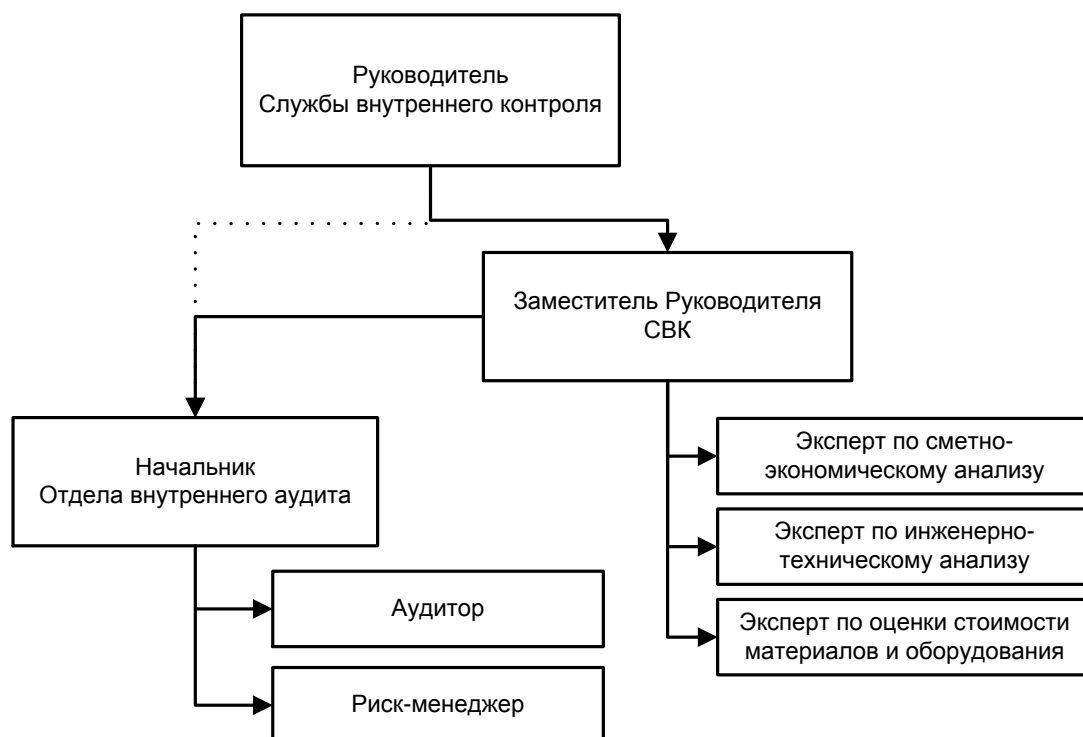 Руководитель
Службы внутреннего контроля
Заместитель Руководителя
СВК
Начальник
Отдела внутреннего аудита
Эксперт по сметно-
экономическому анализу
Эксперт по инженерно-
техническому анализу
Эксперт по оценки стоимости
материалов и оборудования
Аудитор
Риск-менеджер